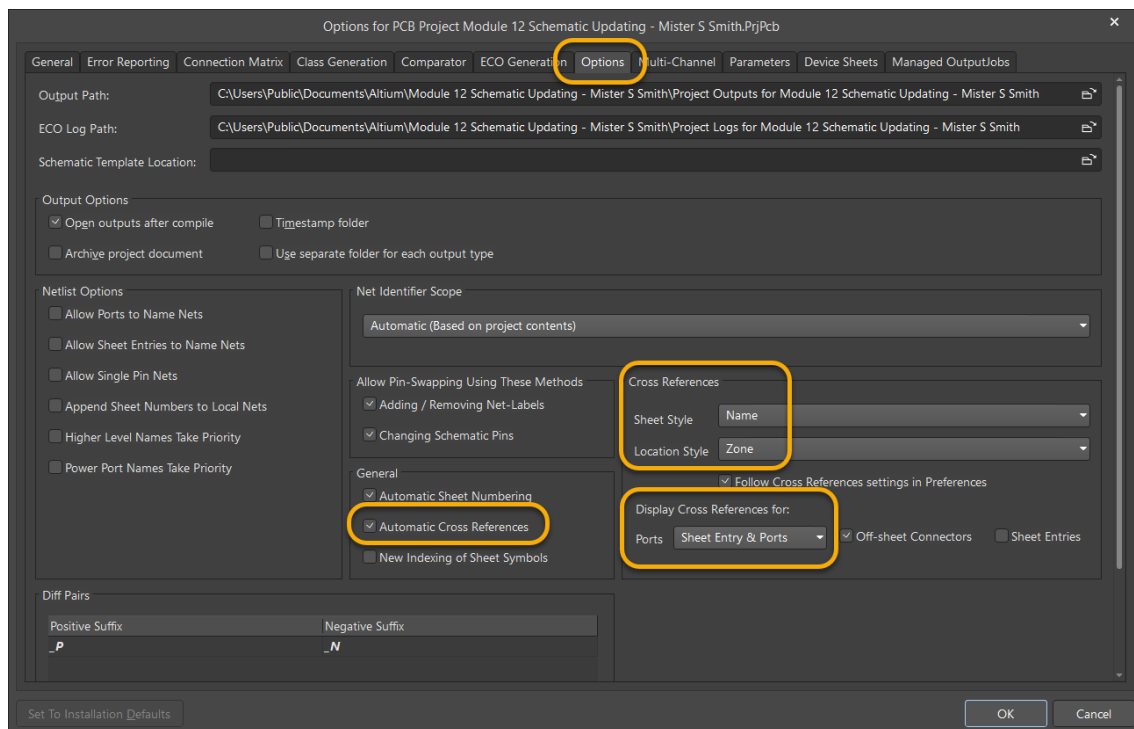 Options for PCB Project Module 12 Schematic Updating - Mister S Smith.PrjPcb
General Error Reporting Connection Matrix Class Generation Comparator ECO Generation Options Multi-Channel Parameters Device Sheets Managed OutputJobs
Output Path: C:\Users\Public\Documents\Altium\Module 12 Schematic Updating - Mister S Smith\Project Outputs for Module 12 Schematic Updating - Mister S Smith
ECO Log Path: C:\Users\Public\Documents\Altium\Module 12 Schematic Updating - Mister S Smith\Project Logs for Module 12 Schematic Updating - Mister S Smith
Schematic Template Location:
Output Options
Open outputs after compile
Timestamp folder
Archive project document
Use separate folder for each output type
Netlist Options
Allow Ports to Name Nets
Allow Sheet Entries to Name Nets
Allow Single Pin Nets
Append Sheet Numbers to Local Nets
Higher Level Names Take Priority
Power Port Names Take Priority
Net Identifier Scope
Automatic (Based on project contents)
Allow Pin-Swapping Using These Methods
Adding / Removing Net-Labels
Changing Schematic Pins
General
Automatic Sheet Numbering
Automatic Cross References
New Indexing of Sheet Symbols
Cross References
Sheet Style Name
Location Style Zone
Follow Cross References settings in Preferences
Display Cross References for:
Ports Sheet Entry & Ports Off-sheet Connectors Sheet Entries
Diff Pairs
Positive Suffix Negative Suffix
_P _N
Set To Installation Defaults OK Cancel